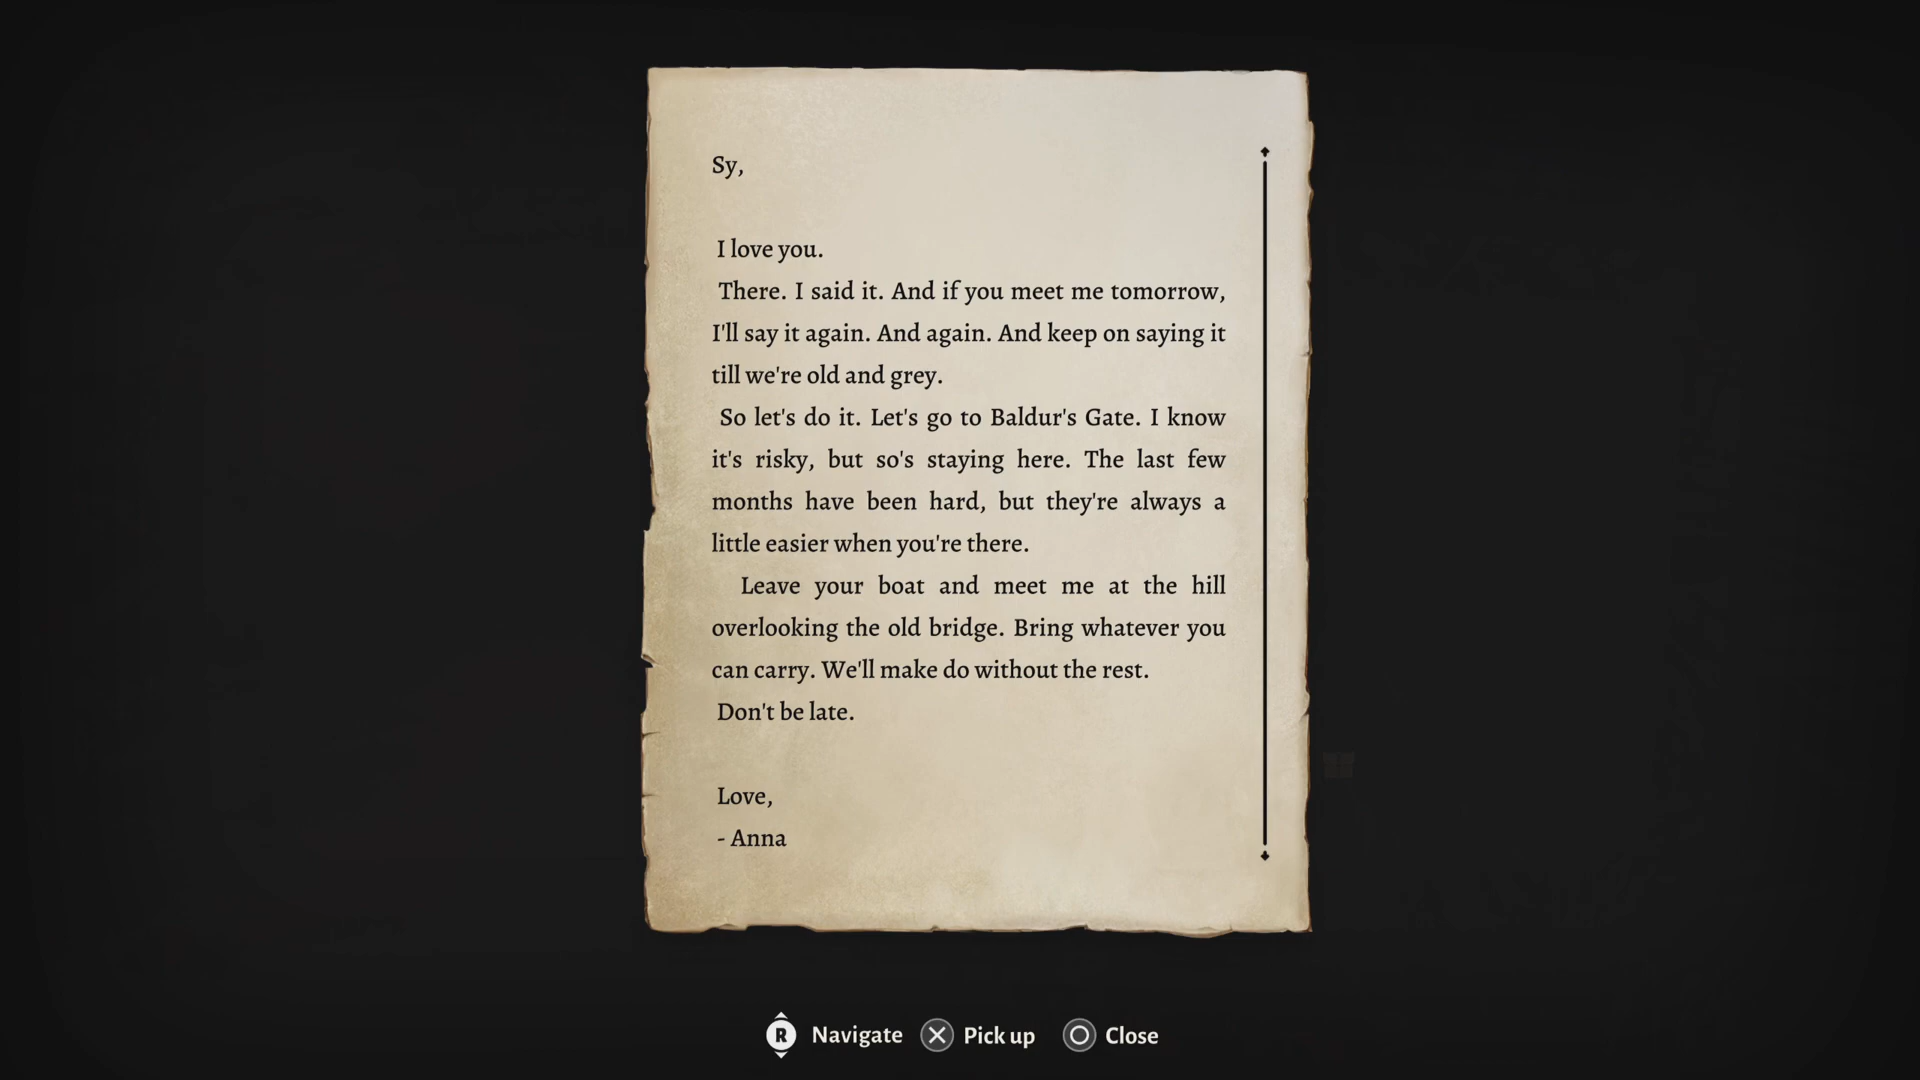 Sy,
I love you.
There. I said it. And if you meet me tomorrow,
I'll say it again. And again. And keep on saying it
till we're old and grey.
So let's do it. Let's go to Baldur's Gate. I know
it's risky, but so's staying here. The last few
months have been hard, but they're always a
little easier when you're there.
Leave your boat and meet me at the hill
overlooking the old bridge. Bring whatever you
can carry. We'll make do without the rest.
Don't be late.
Love,
- Anna
R Navigate Pick up Close